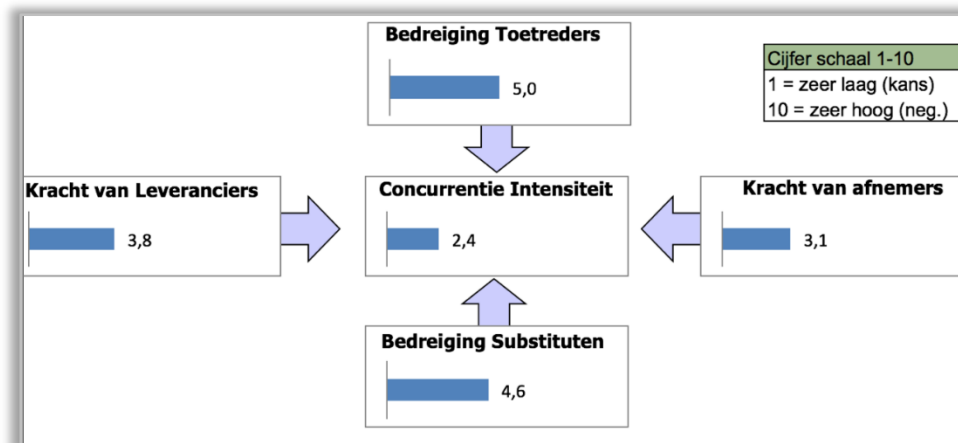 Bedreiging Toetreders
5,0
Cijfer schaal 1-10
1 = zeer laag (kans)
10 = zeer hoog (neg.)
Kracht van Leveranciers
3,8
Concurrentie Intensiteit
2,4
Kracht van afnemers
3,1
Bedreiging Substituten
4,6